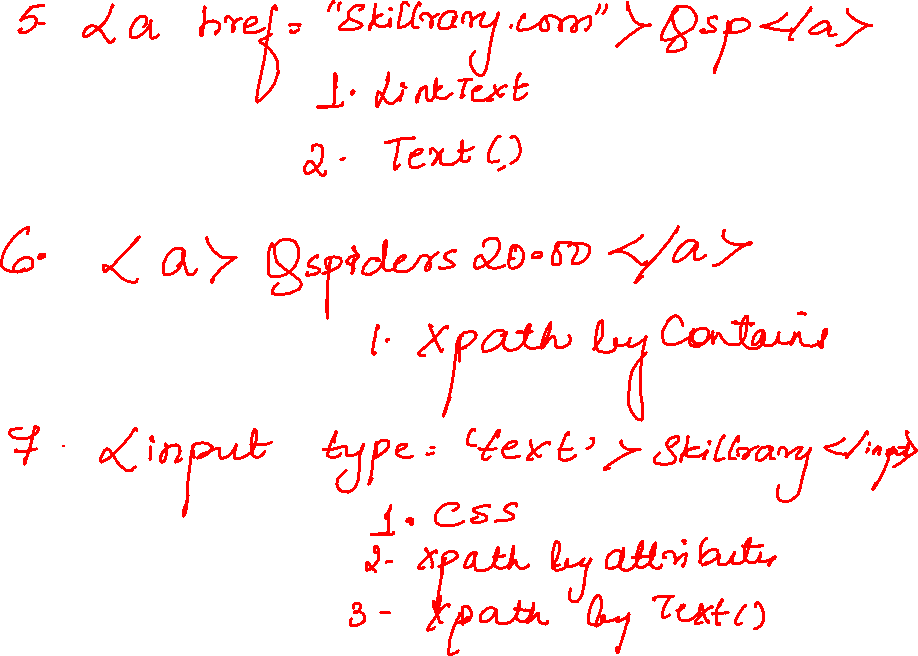 5 <a href="Skillrary.com">Qsp</a>
1. LinkText
2. Text()
6. <a> Qspiders 20.00 </a>
1. Xpath by Contains
7. <input type='text'> Skillrary </input>
1. CSS
2- xpath by attributes
3- Xpath by Text()